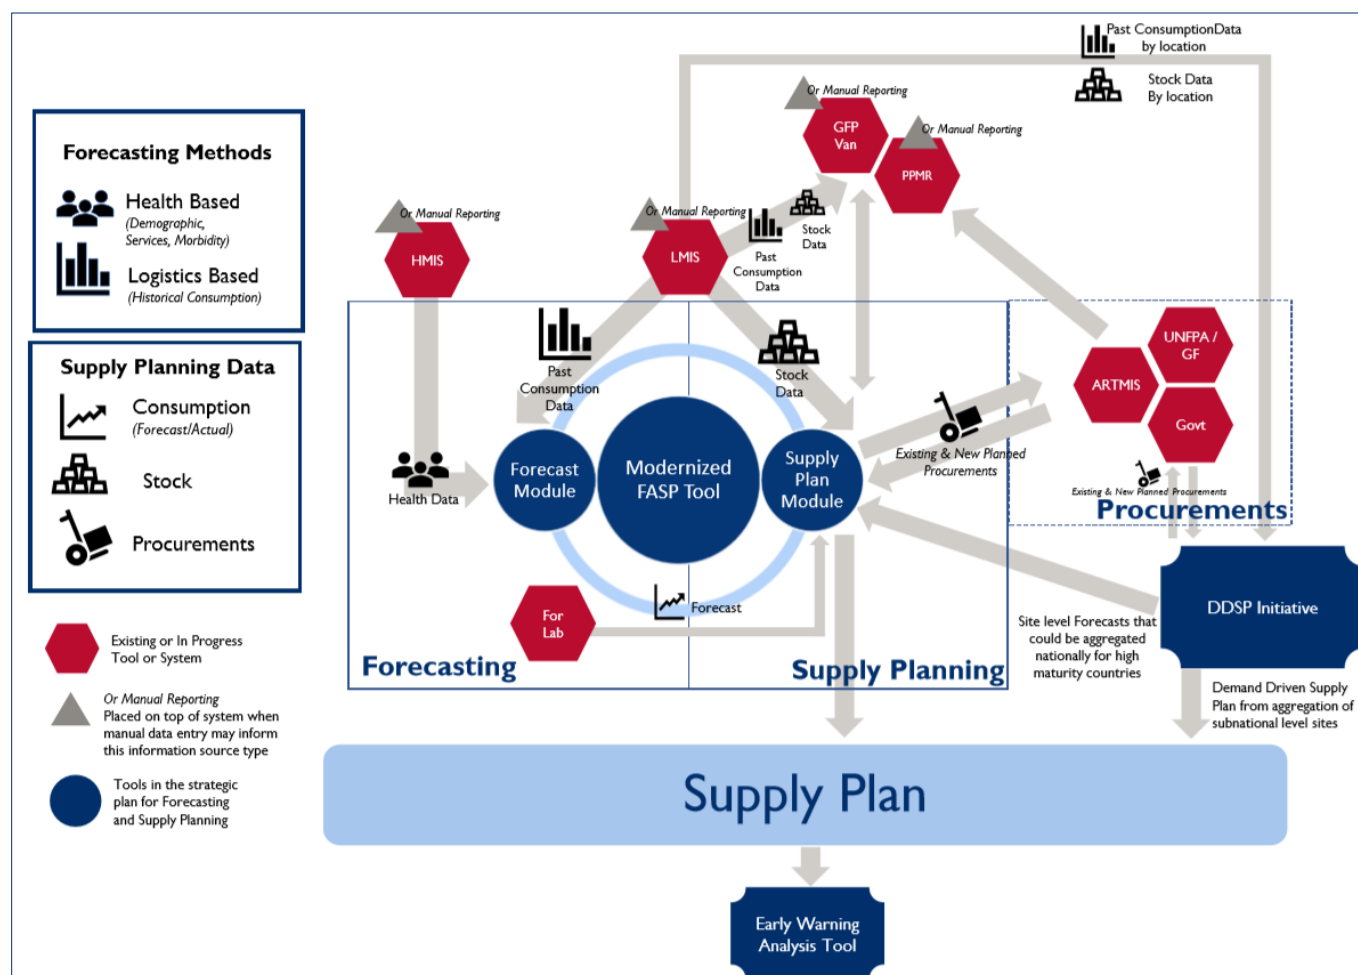 Past ConsumptionData
by location
Stock Data
By location
Or Manual Reporting
GFP
Van
Or Manual Reporting
PPMR
Forecasting Methods
Health Based
(Demographic,
Services, Morbidity)
Logistics Based
(Historical Consumption)
Or Manual Reporting
HMIS
Or Manual Reporting
LMIS
Past
Consumption
Data
Stock
Data
Supply Planning Data
Consumption
(Forecast/Actual)
Stock
Procurements
Past
Consumption
Data
Stock
Data
UNFPA /
GF
ARTMIS
Govt
Existing & New Planned
Procurements
Existing & New Planned Procurements
Procurements
Health Data
Forecast
Module
Modernized
FASP Tool
Supply
Plan
Module
For
Lab
Forecast
Forecasting
Supply Planning
DDSP Initiative
Site level Forecasts that
could be aggregated
nationally for high
maturity countries
Demand Driven Supply
Plan from aggregation of
subnational level sites
Existing or In Progress
Tool or System
Or Manual Reporting
Placed on top of system when
manual data entry may inform
this information source type
Tools in the strategic
plan for Forecasting
and Supply Planning
Supply Plan
Early Warning
Analysis Tool